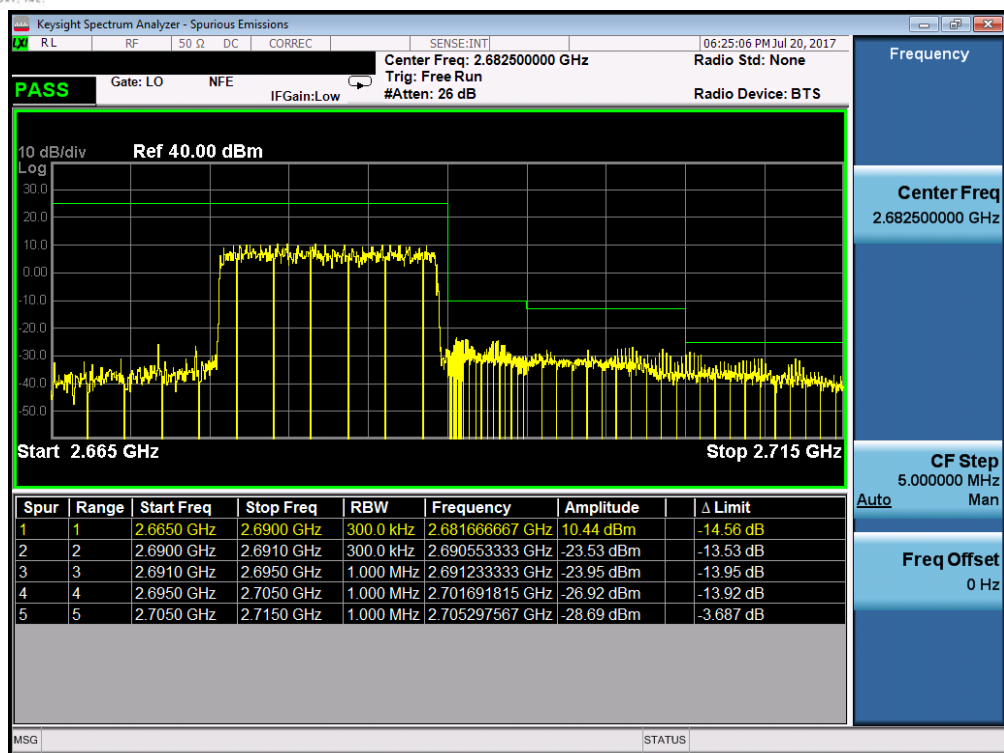 Keysight Spectrum Analyzer - Spurious Emissions
LXI RL RF 50 Ω DC CORREC SENSE:INT 06:25:06 PM Jul 20, 2017
Center Freq: 2.682500000 GHz Radio Std: None
Trig: Free Run
PASS Gate: LO NFE IFGain:Low #Atten: 26 dB Radio Device: BTS
10 dB/div Ref 40.00 dBm
Log
30.0
20.0
10.0
0.00
-10.0
-20.0
-30.0
-40.0
-50.0
Start 2.665 GHz Stop 2.715 GHz
Spur Range Start Freq Stop Freq RBW Frequency Amplitude Δ Limit
1 1 2.6650 GHz 2.6900 GHz 300.0 kHz 2.681666667 GHz 10.44 dBm -14.56 dB
2 2 2.6900 GHz 2.6910 GHz 300.0 kHz 2.690553333 GHz -23.53 dBm -13.53 dB
3 3 2.6910 GHz 2.6950 GHz 1.000 MHz 2.691233333 GHz -23.95 dBm -13.95 dB
4 4 2.6950 GHz 2.7050 GHz 1.000 MHz 2.701691815 GHz -26.92 dBm -13.92 dB
5 5 2.7050 GHz 2.7150 GHz 1.000 MHz 2.705297567 GHz -28.69 dBm -3.687 dB
MSG STATUS
Frequency
Center Freq
2.682500000 GHz
CF Step
5.000000 MHz
Auto Man
Freq Offset
0 Hz